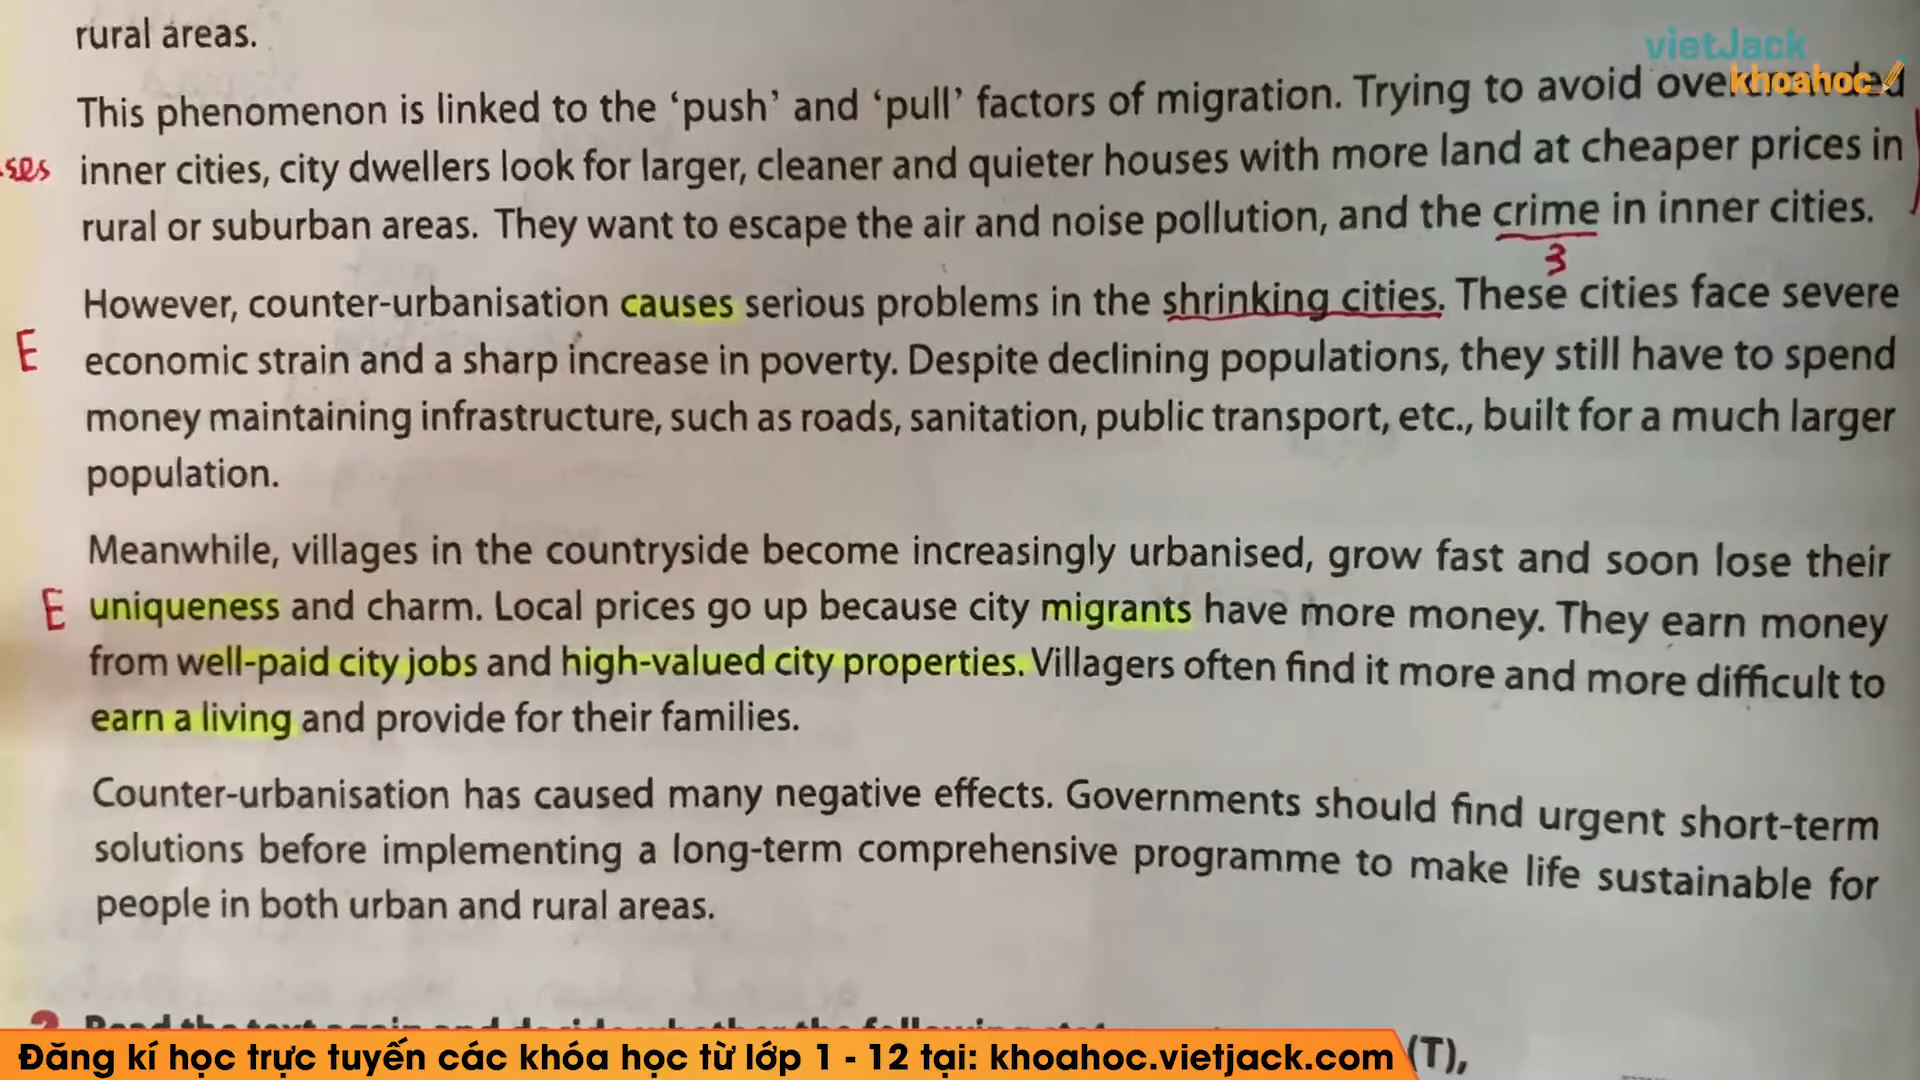 rural areas.
vietJack
khoahoc
This phenomenon is linked to the ‘push’ and ‘pull’ factors of migration. Trying to avoid
ses
inner cities, city dwellers look for larger, cleaner and quieter houses with more land at cheaper prices in
rural or suburban areas. They want to escape the air and noise pollution, and the crime in inner cities.
3
However, counter-urbanisation causes serious problems in the shrinking cities. These cities face severe
E
economic strain and a sharp increase in poverty. Despite declining populations, they still have to spend
money maintaining infrastructure, such as roads, sanitation, public transport, etc., built for a much larger
population.
Meanwhile, villages in the countryside become increasingly urbanised, grow fast and soon lose their
E
uniqueness and charm. Local prices go up because city migrants have more money. They earn money
from well-paid city jobs and high-valued city properties. Villagers often find it more and more difficult to
earn a living and provide for their families.
Counter-urbanisation has caused many negative effects. Governments should find urgent short-term
solutions before implementing a long-term comprehensive programme to make life sustainable for
people in both urban and rural areas.
(T),
Đăng kí học trực tuyến các khóa học từ lớp 1 - 12 tại: khoahoc.vietjack.com